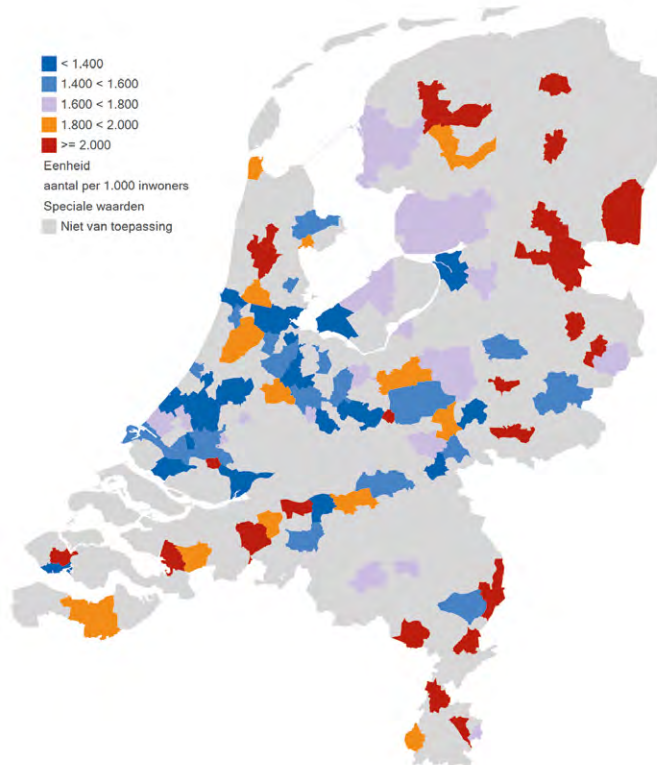 < 1.400
1.400 < 1.600
1.600 < 1.800
1.800 < 2.000
>= 2.000
Eenheid
aantal per 1.000 inwoners
Speciale waarden
Niet van toepassing